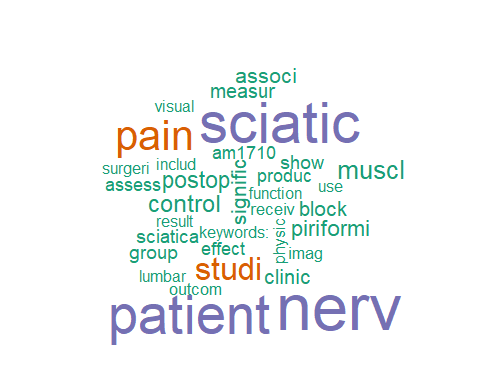 associ
measur
visual
sciatic
pain
am1710
show
surgeri
includ
muscl
produc
assess
postop
signific
function
use
control
receiv
block
result
keywords:
physic
piriformi
sciatica
effect
group
imag
studi
clinic
lumbar
outcom
patient
nerv